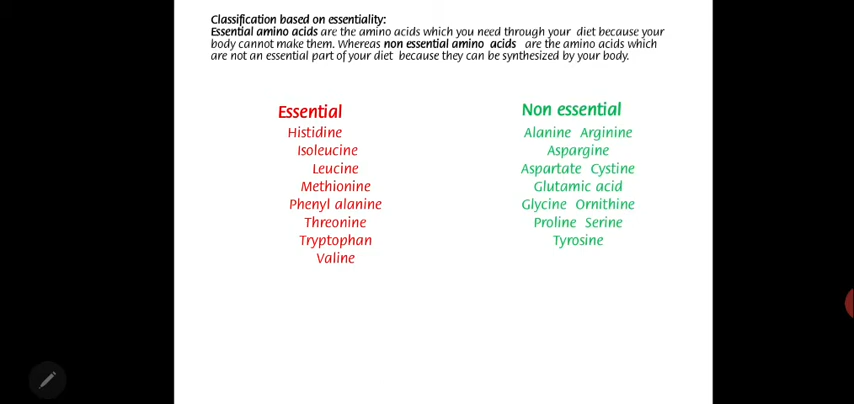 Classification based on essentiality:
Essential amino acids are the amino acids which you need through your diet because your
body cannot make them. Whereas non essential amino acids are the amino acids which
are not an essential part of your diet because they can be synthesized by your body.
Essential
Histidine
Isoleucine
Leucine
Methionine
Phenyl alanine
Threonine
Tryptophan
Valine
Non essential
Alanine Arginine
Aspargine
Aspartate Cystine
Glutamic acid
Glycine Ornithine
Proline Serine
Tyrosine